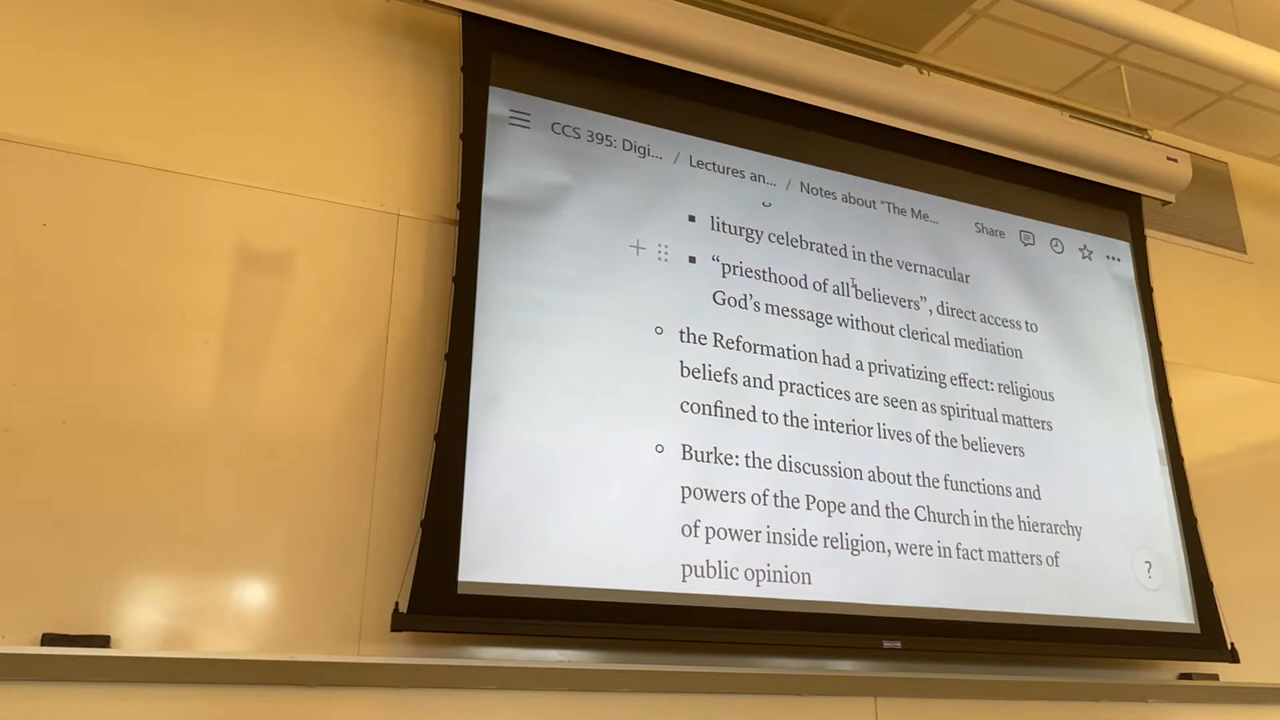 CCS 395: Digi... / Lectures an... / Notes about "The Me...
Share
liturgy celebrated in the vernacular
“priesthood of all believers”, direct access to
God’s message without clerical mediation
the Reformation had a privatizing effect: religious
beliefs and practices are seen as spiritual matters
confined to the interior lives of the believers
Burke: the discussion about the functions and
powers of the Pope and the Church in the hierarchy
of power inside religion, were in fact matters of
public opinion
?